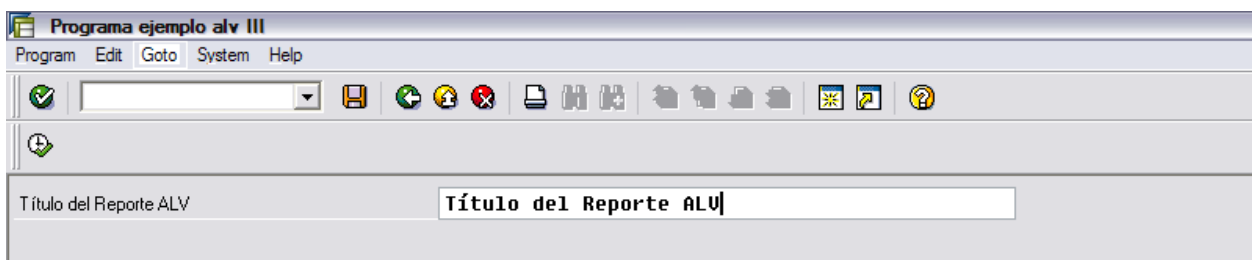 Programa ejemplo alv III
Program Edit Goto System Help
Título del Reporte ALV Título del Reporte ALV